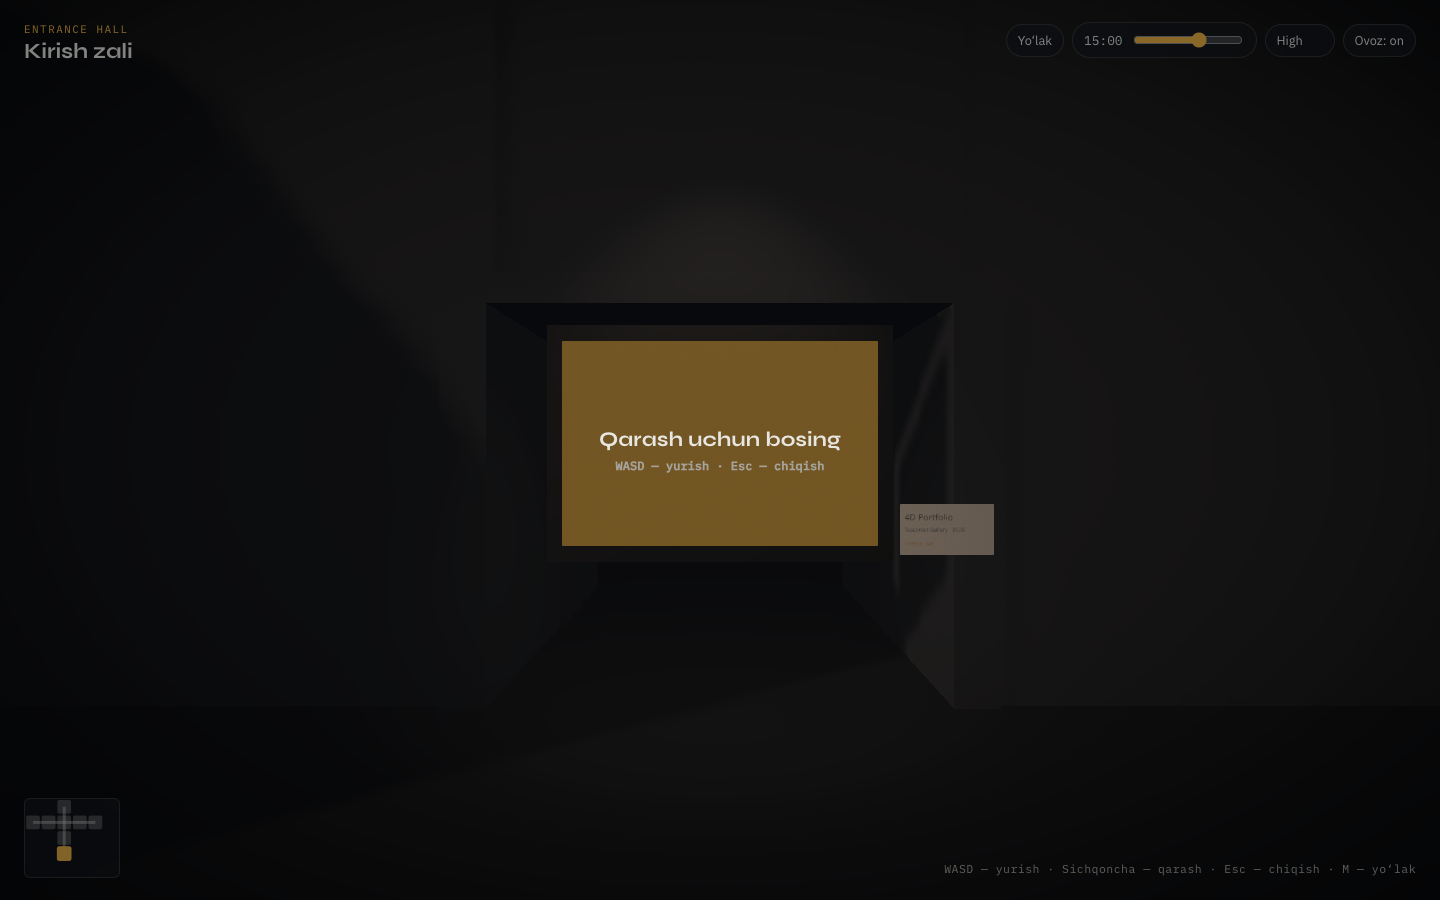 ENTRANCE HALL
Kirish zali
Yo‘lak
15:00
High
Ovoz: on
Qarash uchun bosing
WASD — yurish · Esc — chiqish
4D Portfolio
WASD — yurish · Sichqoncha — qarash · Esc — chiqish · M — yo‘lak